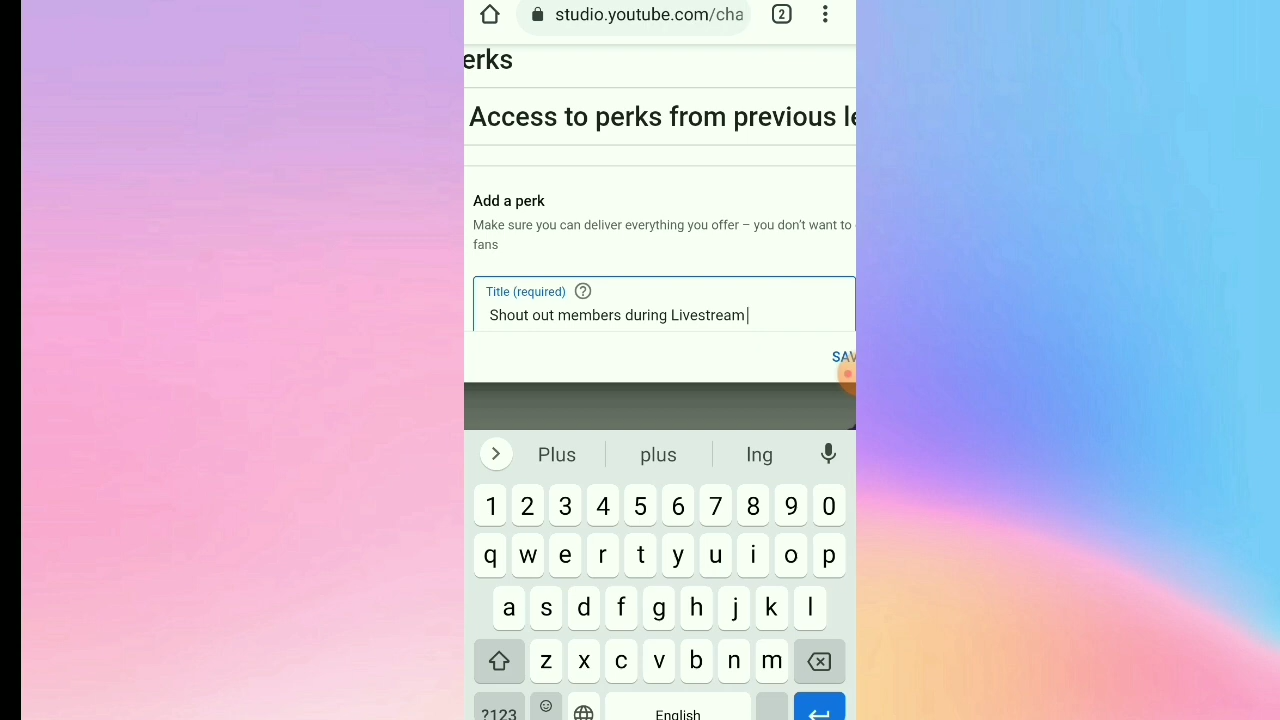 studio.youtube.com/cha
2
erks
Access to perks from previous le
Add a perk
Make sure you can deliver everything you offer – you don't want to
fans
Title (required) ?
Shout out members during Livestream
SAV
Plus plus Ing
1 2 3 4 5 6 7 8 9 0
q w e r t y u i o p
a s d f g h j k l
z x c v b n m
?123 English